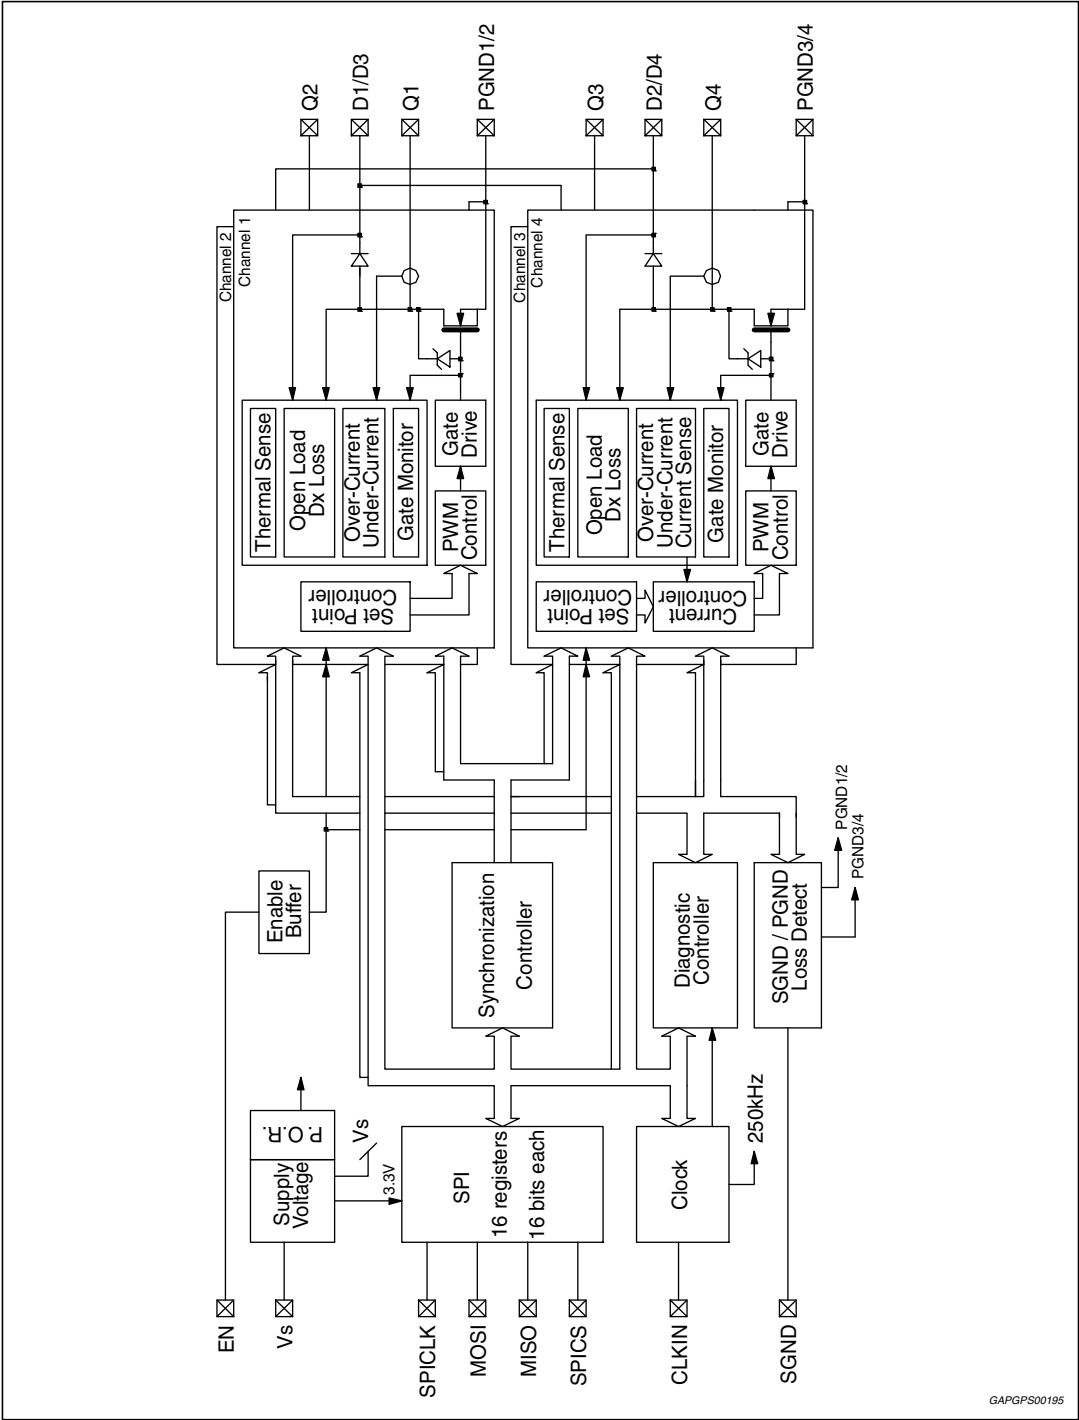 EN
Vs
SPICLK
MOSI
MISO
SPICS
CLKIN
SGND
Supply
Voltage
P.O.R.
Vs
3.3V
SPI
16 registers
16 bits each
Clock
250kHz
Enable
Buffer
Synchronization
Controller
Diagnostic
Controller
SGND / PGND
Loss Detect
PGND1/2
PGND3/4
Channel 2
Channel 1
Set Point
Controller
Thermal Sense
Open Load
Dx Loss
Over-Current
Under-Current
Gate Monitor
PWM
Control
Gate
Drive
Channel 3
Channel 4
Set Point
Controller
Current
Controller
Thermal Sense
Open Load
Dx Loss
Over-Current
Under-Current
Current Sense
Gate Monitor
PWM
Control
Gate
Drive
Q2
D1/D3
Q1
PGND1/2
Q3
D2/D4
Q4
PGND3/4
GAPGPS00195